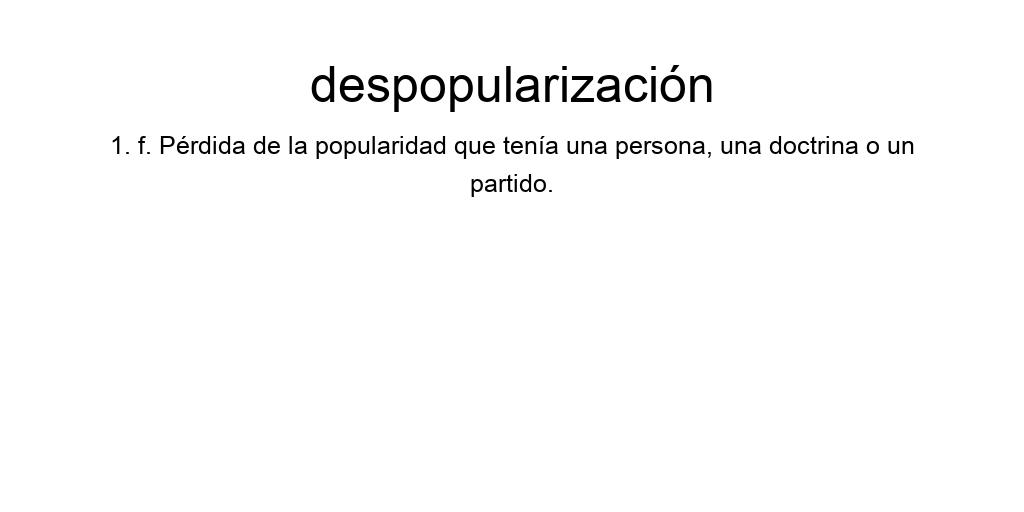 despopularización
1. f. Pérdida de la popularidad que tenía una persona, una doctrina o un
partido.